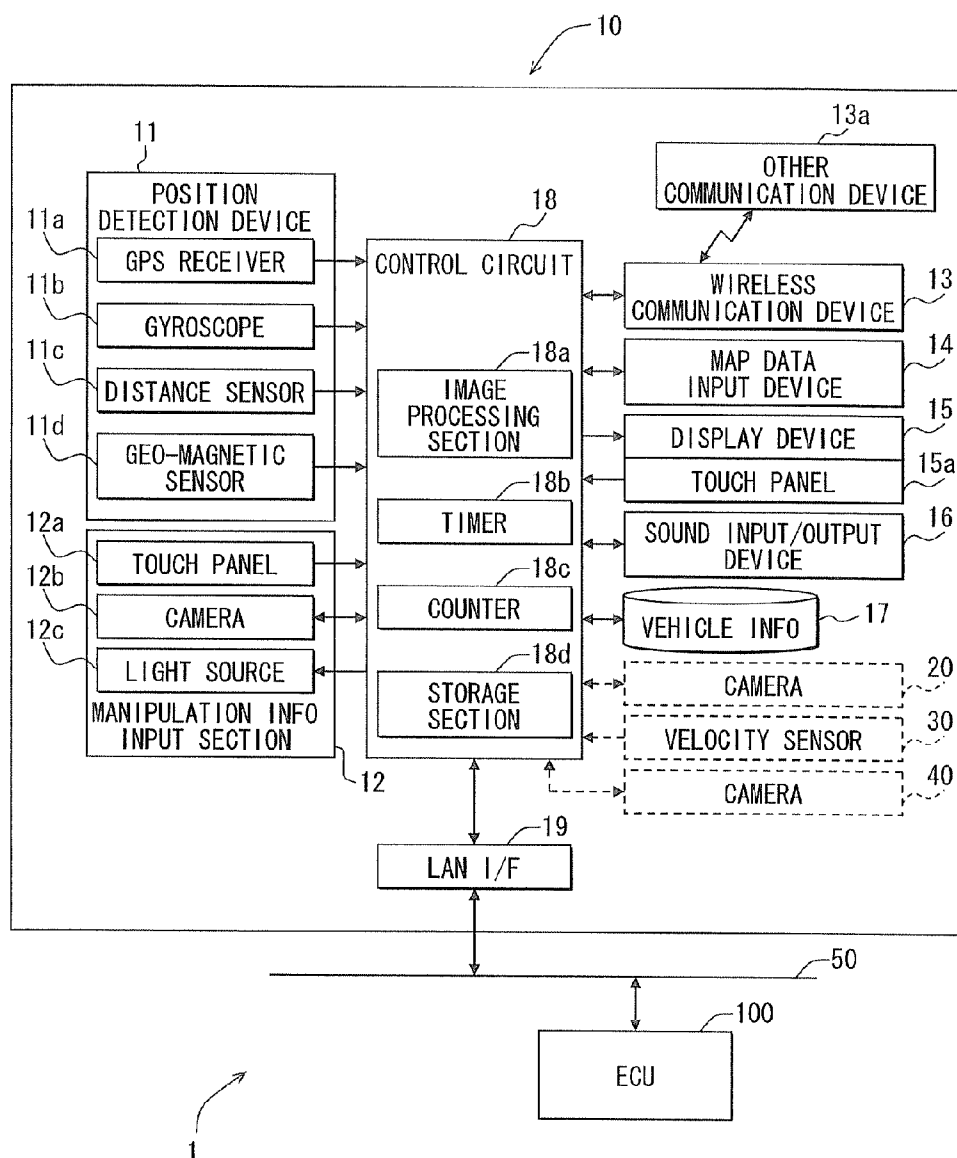 10
11
POSITION
DETECTION DEVICE
11a
GPS RECEIVER
11b
GYROSCOPE
11c
DISTANCE SENSOR
11d
GEO-MAGNETIC
SENSOR
12a
TOUCH PANEL
12b
CAMERA
12c
LIGHT SOURCE
MANIPULATION INFO
INPUT SECTION
12
18
CONTROL CIRCUIT
18a
IMAGE
PROCESSING
SECTION
18b
TIMER
18c
COUNTER
18d
STORAGE
SECTION
13a
OTHER
COMMUNICATION DEVICE
WIRELESS
COMMUNICATION DEVICE
13
MAP DATA
INPUT DEVICE
14
DISPLAY DEVICE
15
TOUCH PANEL
15a
SOUND INPUT/OUTPUT
DEVICE
16
VEHICLE INFO
17
CAMERA
20
VELOCITY SENSOR
30
CAMERA
40
19
LAN I/F
50
100
ECU
1